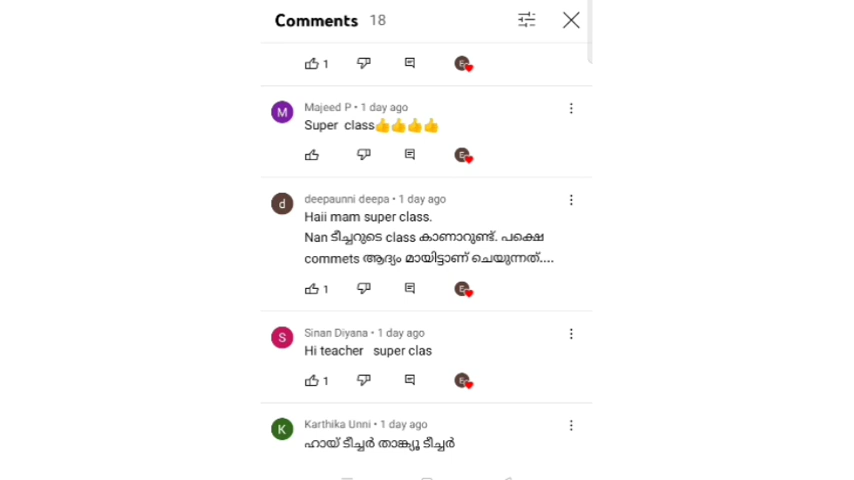 Comments 18
1
E
M
Majeed P • 1 day ago
Super class👍👍👍👍
E
d
deepaunni deepa • 1 day ago
Haii mam super class.
Nan ടീച്ചറുടെ class കാണാറുണ്ട്. പക്ഷെ
commets ആദ്യം മായിട്ടാണ് ചെയുന്നത്....
1
E
S
Sinan Diyana • 1 day ago
Hi teacher super clas
1
E
K
Karthika Unni • 1 day ago
ഹായ് ടീച്ചർ താങ്ക്യൂ ടീച്ചർ